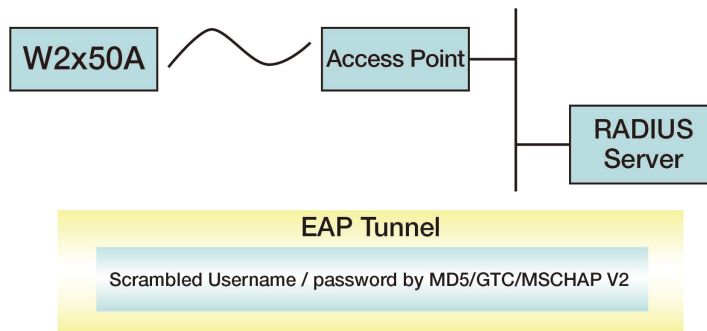 W2x50A
Access Point
RADIUS
Server
EAP Tunnel
Scrambled Username / password by MD5/GTC/MSCHAP V2